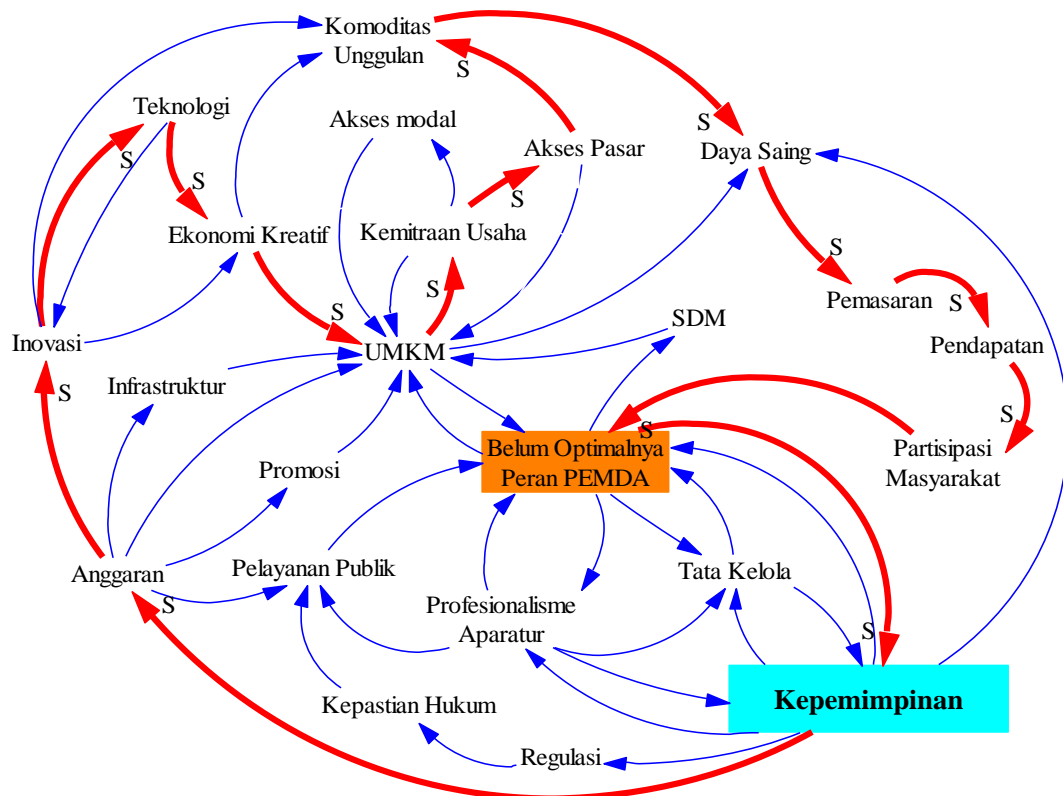 Komoditas
Unggulan
S
Teknologi
Akses modal
S
Akses Pasar
S
Daya Saing
S
S
Ekonomi Kreatif
Kemitraan Usaha
S
S
Pemasaran
S
S
S
SDM
Inovasi
UMKM
Pendapatan
S
Infrastruktur
S
Belum Optimalnya
Peran PEMDA
S
Partisipasi
Masyarakat
Promosi
Anggaran
Pelayanan Publik
Tata Kelola
S
Profesionalisme
Aparatur
S
Kepemimpinan
Kepastian Hukum
Regulasi